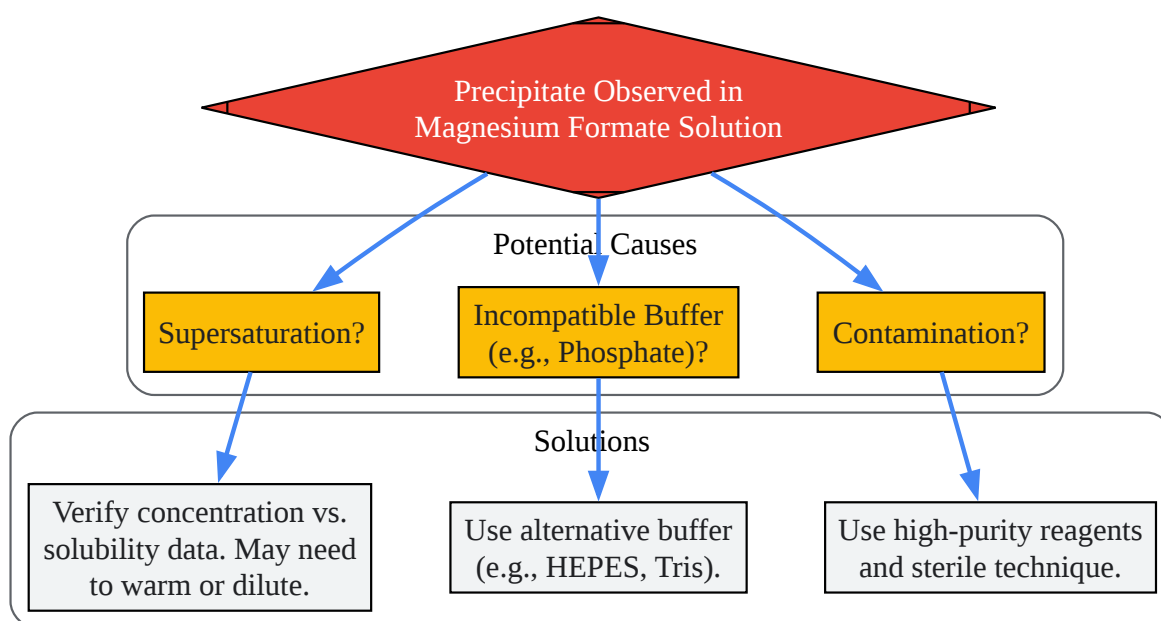 Precipitate Observed in
Magnesium Formate Solution
Potential Causes
Supersaturation?
Incompatible Buffer
(e.g., Phosphate)?
Contamination?
Solutions
Verify concentration vs.
solubility data. May need
to warm or dilute.
Use alternative buffer
(e.g., HEPES, Tris).
Use high-purity reagents
and sterile technique.